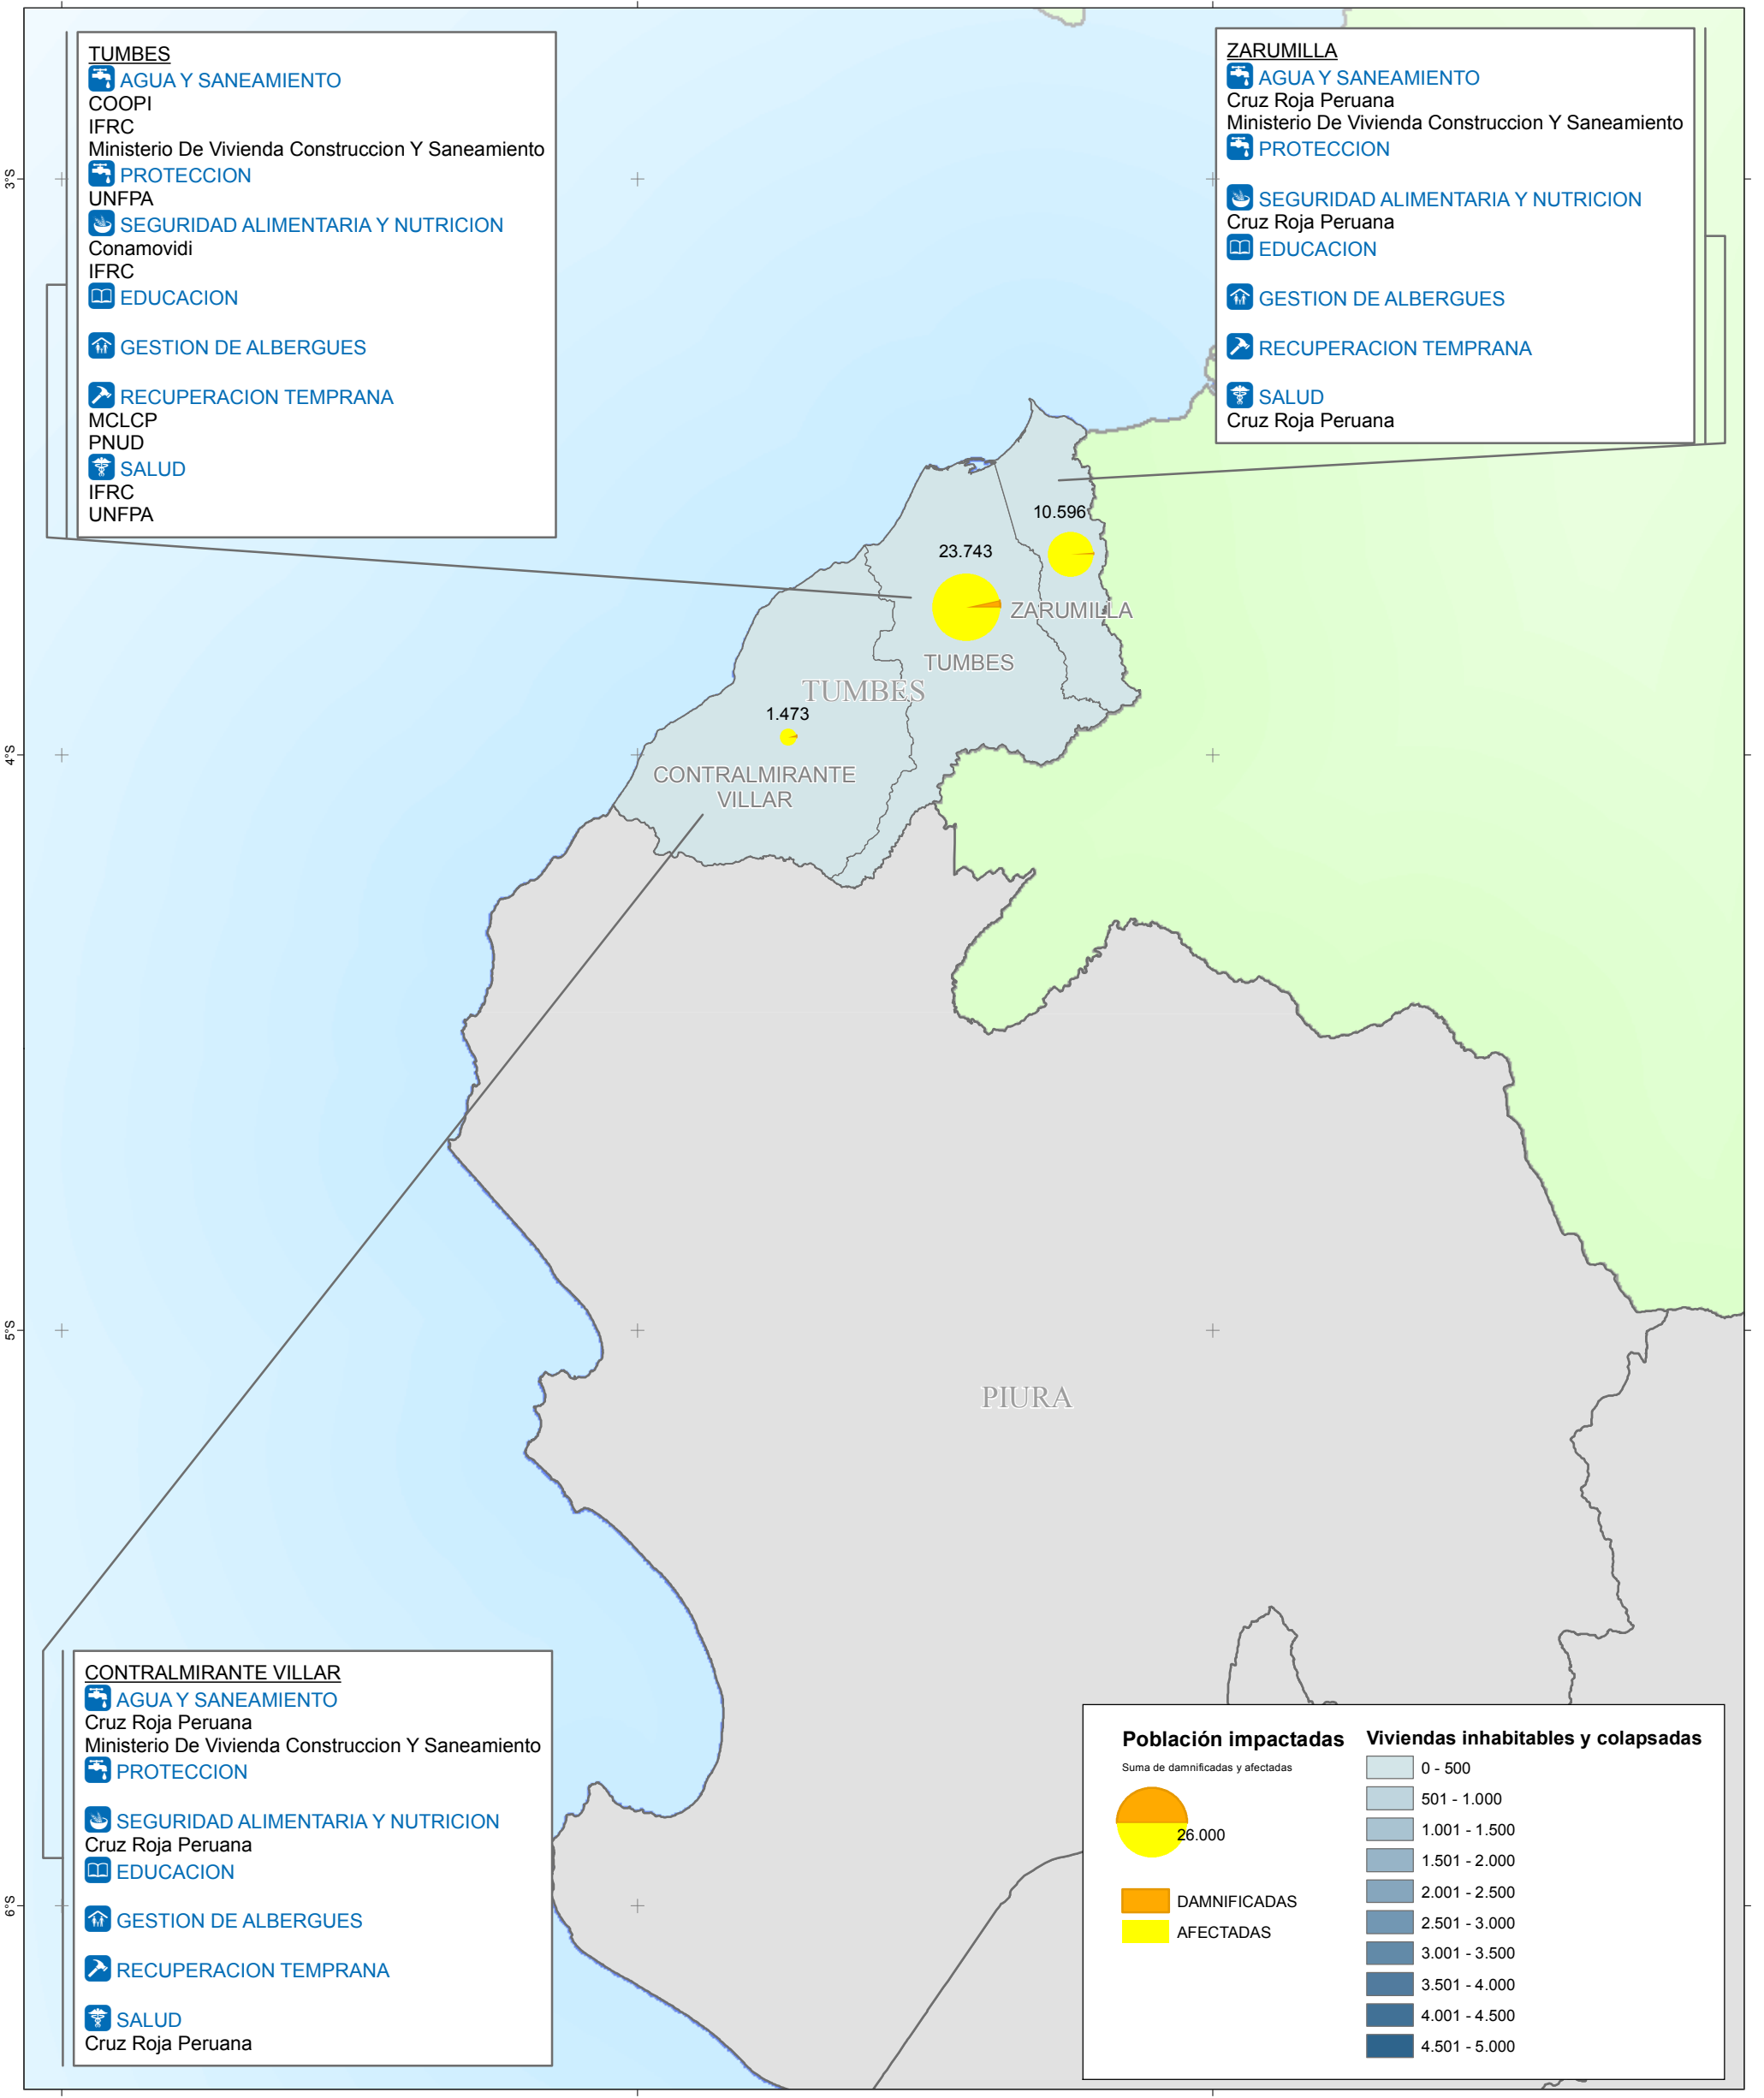 TUMBES
AGUA Y SANEAMIENTO
COOPI
IFRC
Ministerio De Vivienda Construccion Y Saneamiento
PROTECCION
UNFPA
SEGURIDAD ALIMENTARIA Y NUTRICION
Conamovidi
IFRC
EDUCACION
GESTION DE ALBERGUES
RECUPERACION TEMPRANA
MCLCP
PNUD
SALUD
IFRC
UNFPA
ZARUMILLA
AGUA Y SANEAMIENTO
Cruz Roja Peruana
Ministerio De Vivienda Construccion Y Saneamiento
PROTECCION
SEGURIDAD ALIMENTARIA Y NUTRICION
Cruz Roja Peruana
EDUCACION
GESTION DE ALBERGUES
RECUPERACION TEMPRANA
SALUD
Cruz Roja Peruana
3°S
10.596
23.743
ZARUMILLA
TUMBES
TUMBES
1.473
4°S
CONTRALMIRANTE
VILLAR
5°S
PIURA
CONTRALMIRANTE VILLAR
AGUA Y SANEAMIENTO
Cruz Roja Peruana
Ministerio De Vivienda Construccion Y Saneamiento
PROTECCION
SEGURIDAD ALIMENTARIA Y NUTRICION
Cruz Roja Peruana
EDUCACION
GESTION DE ALBERGUES
RECUPERACION TEMPRANA
SALUD
Cruz Roja Peruana
6°S
Población impactadas
Suma de damnificadas y afectadas
26.000
DAMNIFICADAS
AFECTADAS
Viviendas inhabitables y colapsadas
0 - 500
501 - 1.000
1.001 - 1.500
1.501 - 2.000
2.001 - 2.500
2.501 - 3.000
3.001 - 3.500
3.501 - 4.000
4.001 - 4.500
4.501 - 5.000